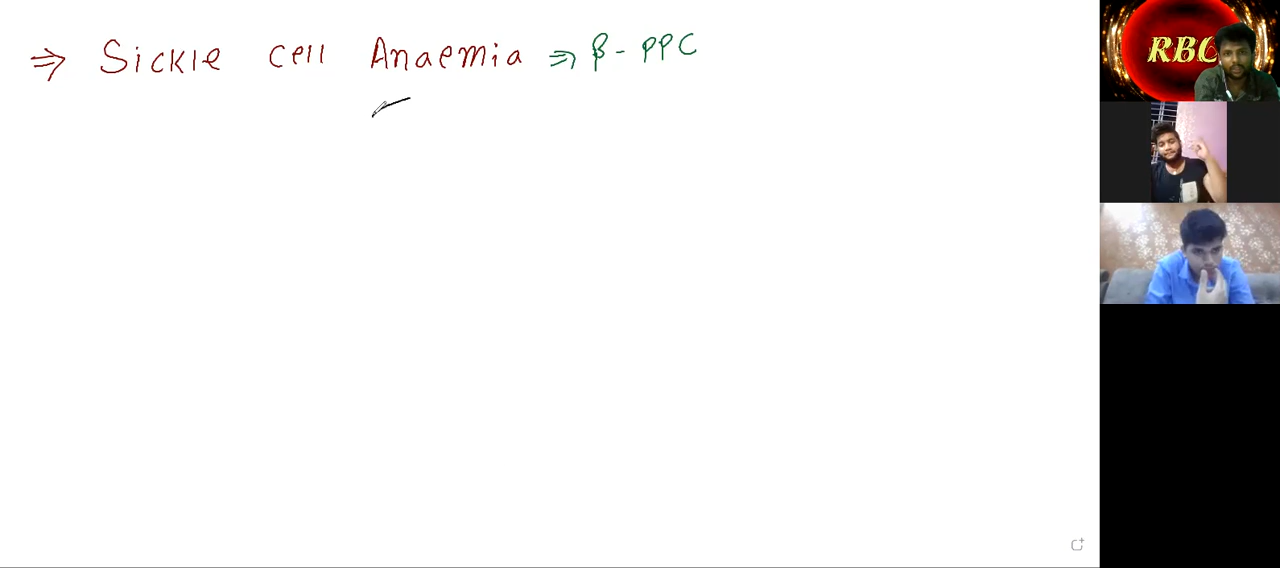 ⇒ Sickle cell Anaemia ⇒ β - PPC
RBC